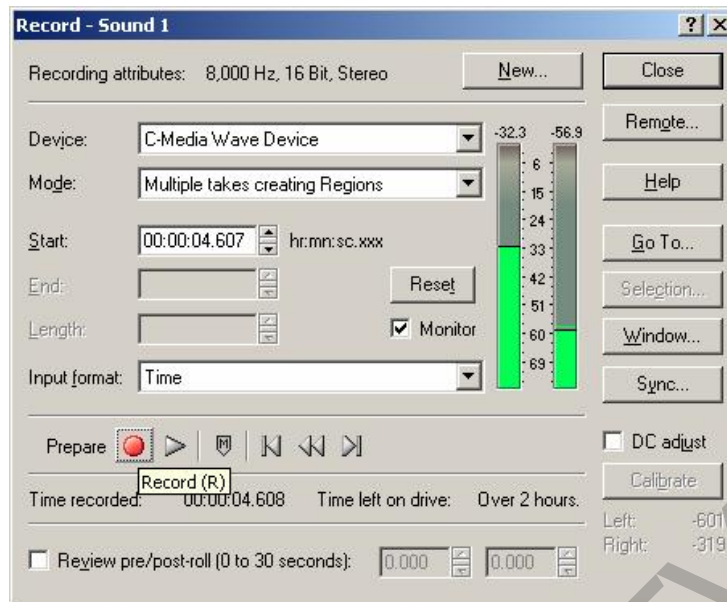 Record - Sound 1
Recording attributes: 8,000 Hz, 16 Bit, Stereo
New...
Close
Device: C-Media Wave Device
-32.3 -56.9
Remote...
Mode: Multiple takes creating Regions
6
15
24
33
42
51
60
69
Help
Start: 00:00:04.607 hr:mn:sc.xxx
Go To...
End:
Reset
Selection...
Length:
Monitor
Window...
Input format: Time
Sync...
Prepare
M
DC adjust
Record (R)
Calibrate
Time recorded: 00:00:04.608 Time left on drive: Over 2 hours.
Left: -601
Right: -319
Review pre/post-roll (0 to 30 seconds): 0.000 0.000